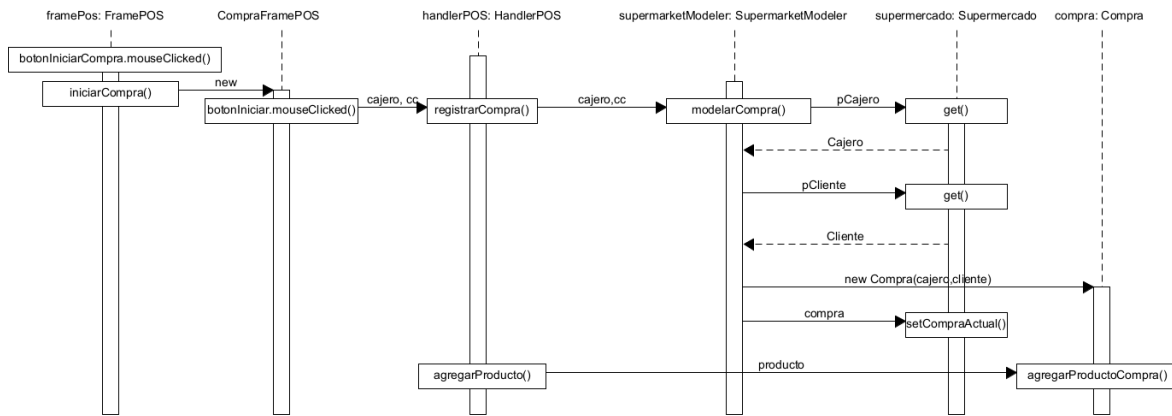 framePos: FramePOS
CompraFramePOS
handlerPOS: HandlerPOS
supermarketModeler: SupermarketModeler
supermercado: Supermercado
compra: Compra
botonIniciarCompra.mouseClicked()
iniciarCompra()
new
botonIniciar.mouseClicked()
cajero, cc
registrarCompra()
cajero,cc
modelarCompra()
pCajero
get()
Cajero
pCliente
get()
Cliente
new Compra(cajero,cliente)
compra
setCompraActual()
agregarProducto()
producto
agregarProductoCompra()